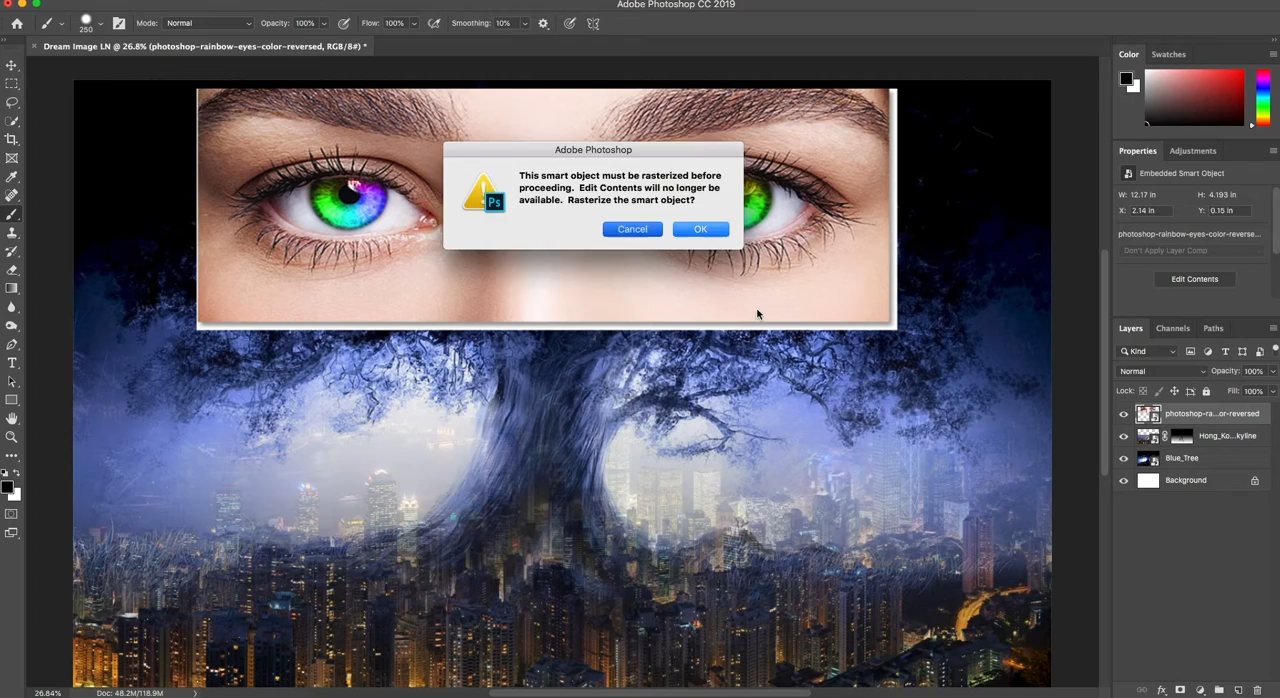 Adobe Photoshop CC 2019
250
Mode: Normal
Opacity: 100%
Flow: 100%
Smoothing: 10%
Dream Image LN @ 26.8% (photoshop-rainbow-eyes-color-reversed, RGB/8#) *
Adobe Photoshop
This smart object must be rasterized before
proceeding. Edit Contents will no longer be
available. Rasterize the smart object?
Ps
Cancel
OK
Color
Swatches
Properties
Adjustments
Embedded Smart Object
W: 12.17 in
H: 4.193 in
X: 2.14 in
Y: 0.15 in
photoshop-rainbow-eyes-color-reverse...
Don't Apply Layer Comp
Edit Contents
Layers
Channels
Paths
Kind
Normal
Opacity: 100%
Lock:
Fill: 100%
photoshop-ra...or-reversed
Hong_Ko...kyline
Blue_Tree
Background
26.84%
Doc: 48.2M/118.9M